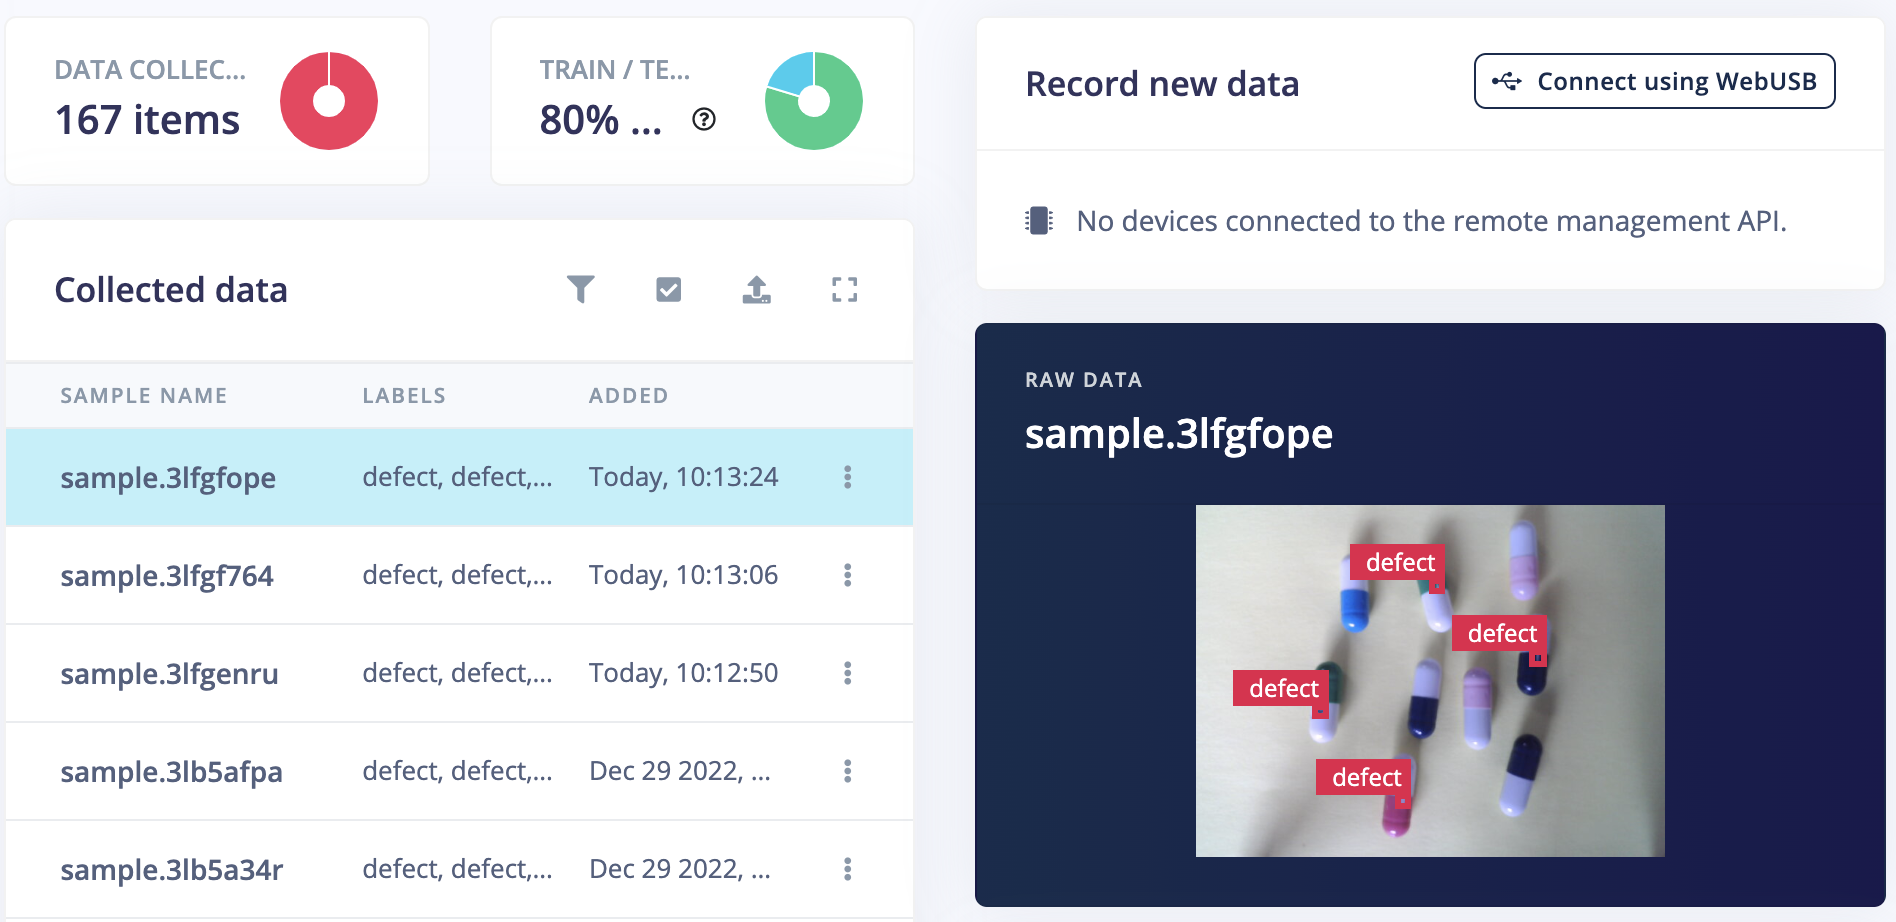 DATA COLLEC...
167 items
TRAIN / TE...
80% ...
Collected data
SAMPLE NAME LABELS ADDED
sample.3lfgfope defect, defect,... Today, 10:13:24
sample.3lfgf764 defect, defect,... Today, 10:13:06
sample.3lfgenru defect, defect,... Today, 10:12:50
sample.3lb5afpa defect, defect,... Dec 29 2022, ...
sample.3lb5a34r defect, defect,... Dec 29 2022, ...
Record new data
Connect using WebUSB
No devices connected to the remote management API.
RAW DATA
sample.3lfgfope
defect
defect
defect
defect